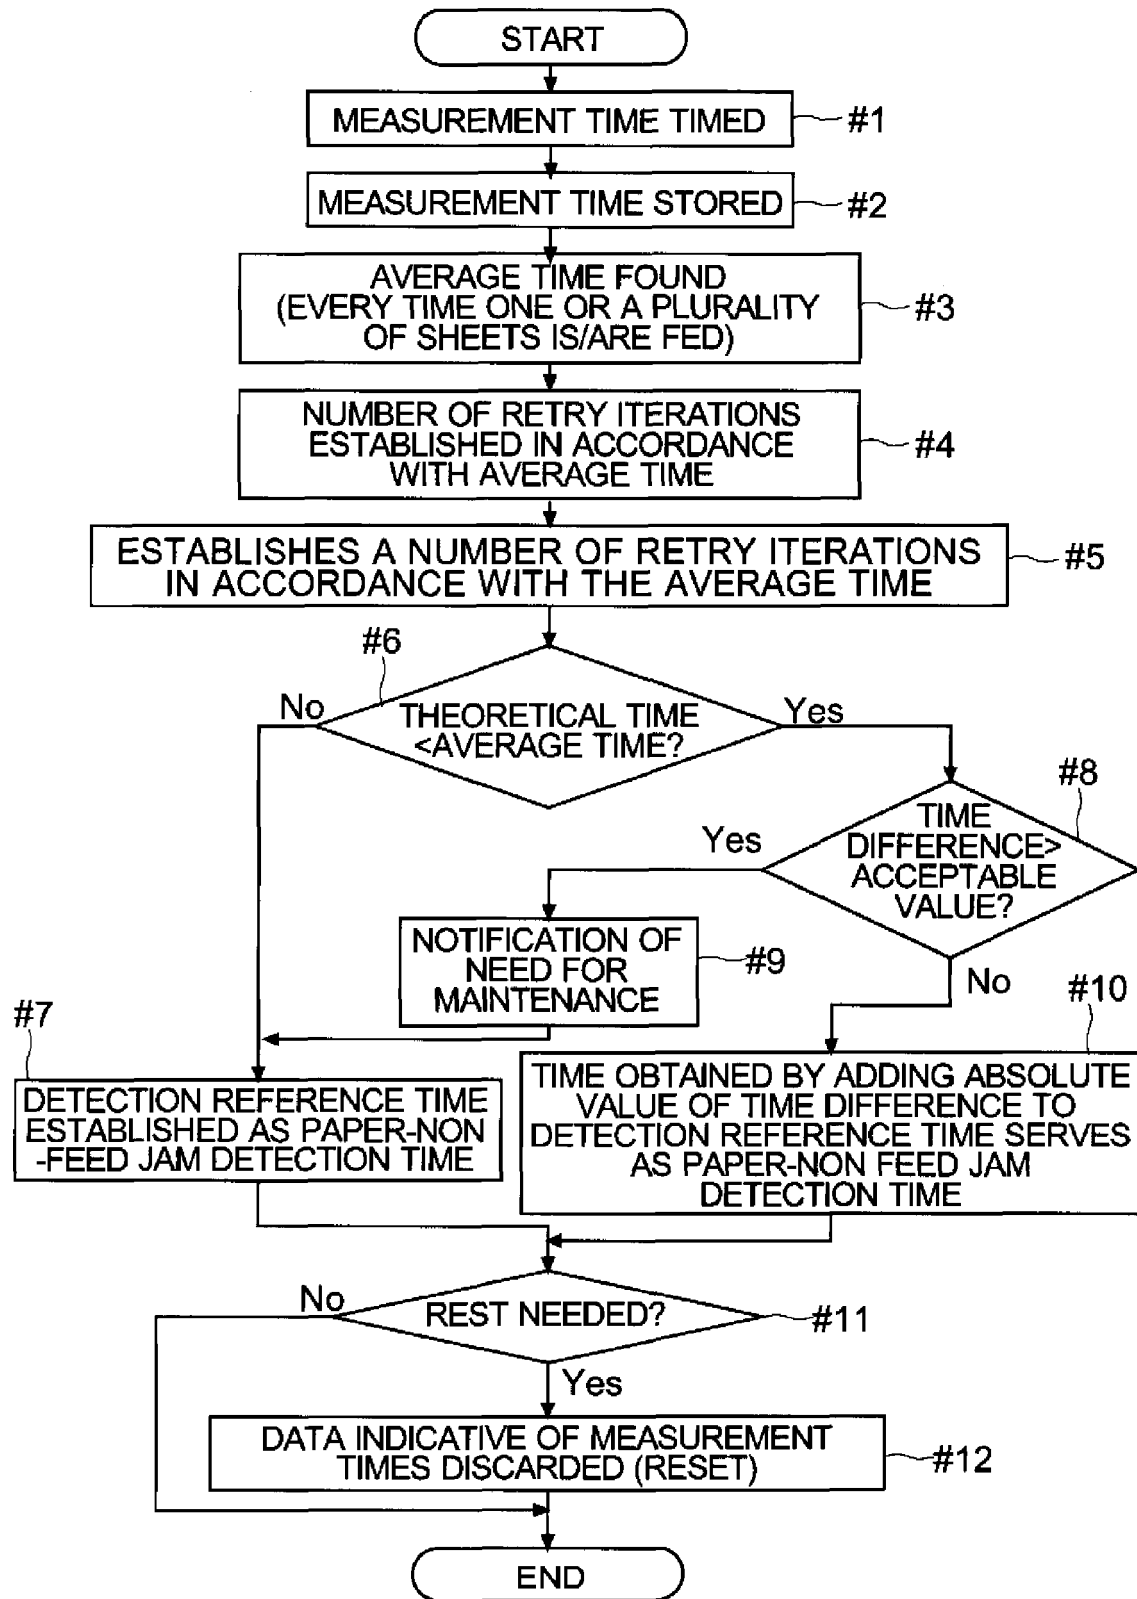 START
MEASUREMENT TIME TIMED
#1
MEASUREMENT TIME STORED
#2
AVERAGE TIME FOUND
(EVERY TIME ONE OR A PLURALITY
OF SHEETS IS/ARE FED)
#3
NUMBER OF RETRY ITERATIONS
ESTABLISHED IN ACCORDANCE
WITH AVERAGE TIME
#4
ESTABLISHES A NUMBER OF RETRY ITERATIONS
IN ACCORDANCE WITH THE AVERAGE TIME
#5
#6
No
THEORETICAL TIME
<AVERAGE TIME?
Yes
#8
TIME
DIFFERENCE>
ACCEPTABLE
VALUE?
Yes
No
NOTIFICATION OF
NEED FOR
MAINTENANCE
#9
#7
DETECTION REFERENCE TIME
ESTABLISHED AS PAPER-NON
-FEED JAM DETECTION TIME
#10
TIME OBTAINED BY ADDING ABSOLUTE
VALUE OF TIME DIFFERENCE TO
DETECTION REFERENCE TIME SERVES
AS PAPER-NON FEED JAM
DETECTION TIME
No
REST NEEDED?
#11
Yes
DATA INDICATIVE OF MEASUREMENT
TIMES DISCARDED (RESET)
#12
END